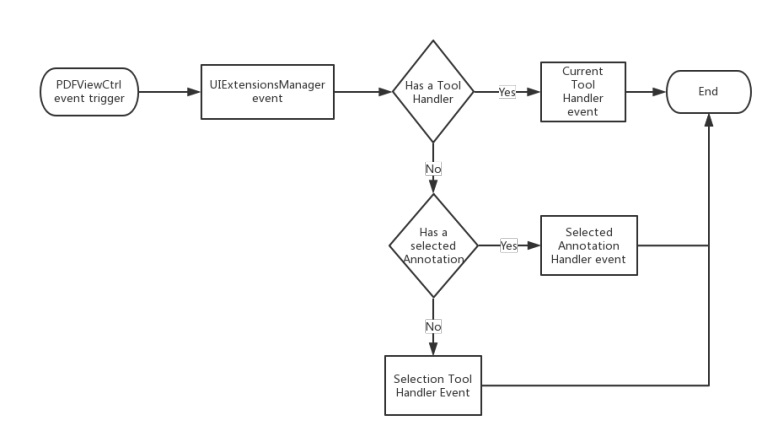 PDFViewCtrl
event trigger
UIExtensionsManager
event
Has a Tool
Handler
Yes
Current
Tool
Handler
event
End
No
Has a
selected
Annotation
Yes
Selected
Annotation
Handler event
No
Selection Tool
Handler Event